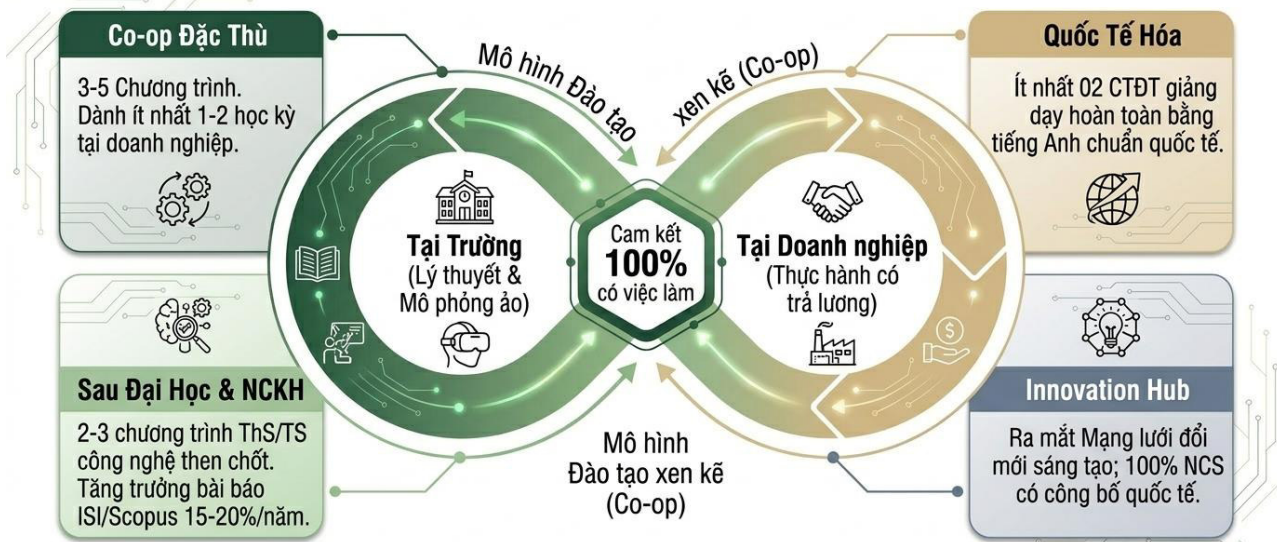 Co-op Đặc Thù
3-5 Chương trình.
Dành ít nhất 1-2 học kỳ
tại doanh nghiệp.
Mô hình Đào tạo
xen kẽ (Co-op)
Quốc Tế Hóa
Ít nhất 02 CTĐT giảng
dạy hoàn toàn bằng
tiếng Anh chuẩn quốc tế.
Tại Trường
(Lý thuyết &
Mô phỏng ảo)
Cam kết
100%
có việc làm
Tại Doanh nghiệp
(Thực hành có
trả lương)
$
Sau Đại Học & NCKH
2-3 chương trình ThS/TS
công nghệ then chốt.
Tăng trưởng bài báo
ISI/Scopus 15-20%/năm.
Mô hình
Đào tạo xen kẽ
(Co-op)
Innovation Hub
Ra mắt Mạng lưới đổi
mới sáng tạo; 100% NCS
có công bố quốc tế.